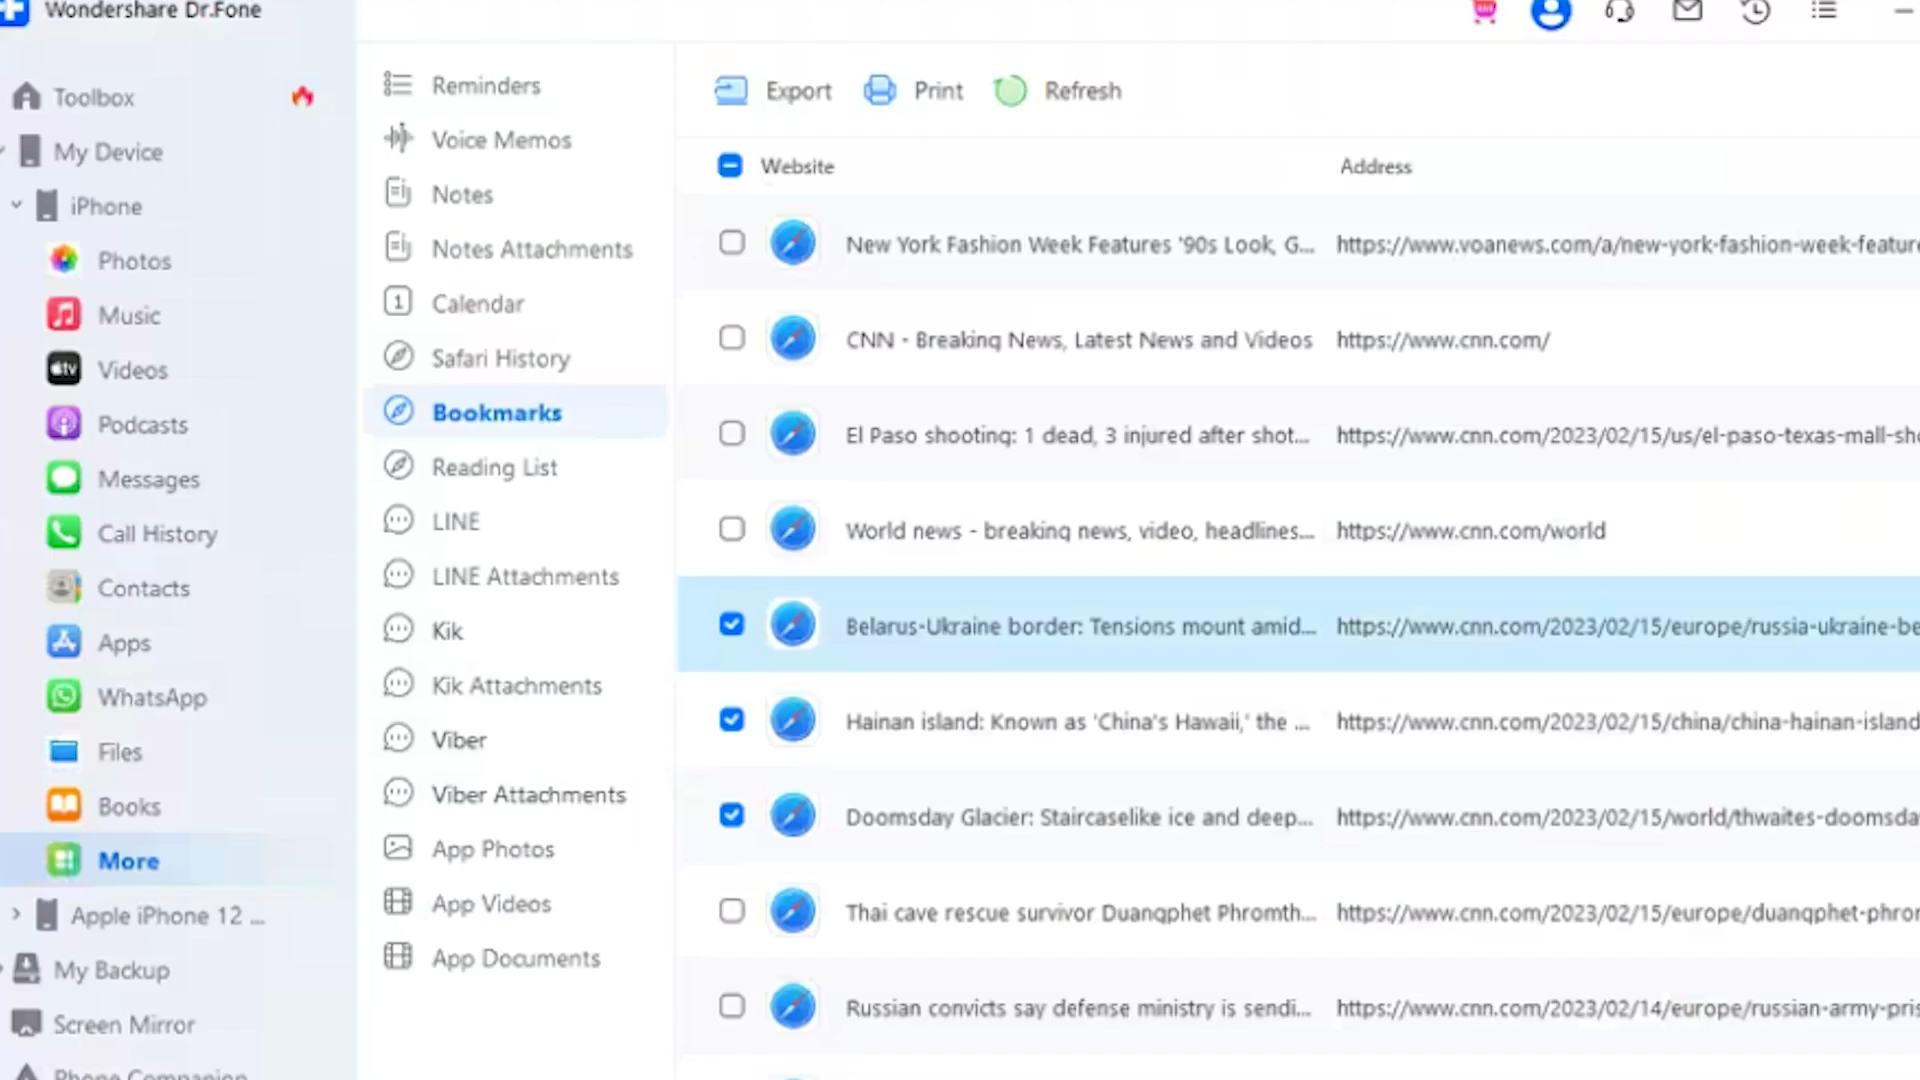 Wondershare Dr.Fone
Toolbox
My Device
iPhone
Photos
Music
Videos
Podcasts
Messages
Call History
Contacts
Apps
WhatsApp
Files
Books
More
Apple iPhone 12 ...
My Backup
Screen Mirror
Phone Companion
Reminders
Voice Memos
Notes
Notes Attachments
Calendar
Safari History
Bookmarks
Reading List
LINE
LINE Attachments
Kik
Kik Attachments
Viber
Viber Attachments
App Photos
App Videos
App Documents
Export Print Refresh
Website Address
New York Fashion Week Features '90s Look, G... https://www.voanews.com/a/new-york-fashion-week-feature
CNN - Breaking News, Latest News and Videos https://www.cnn.com/
El Paso shooting: 1 dead, 3 injured after shot... https://www.cnn.com/2023/02/15/us/el-paso-texas-mall-sho
World news - breaking news, video, headlines... https://www.cnn.com/world
Belarus-Ukraine border: Tensions mount amid... https://www.cnn.com/2023/02/15/europe/russia-ukraine-be
Hainan island: Known as 'China's Hawaii,' the ... https://www.cnn.com/2023/02/15/china/china-hainan-island
Doomsday Glacier: Staircaselike ice and deep... https://www.cnn.com/2023/02/15/world/thwaites-doomsda
Thai cave rescue survivor Duangphet Phromth... https://www.cnn.com/2023/02/15/europe/duangphet-phror
Russian convicts say defense ministry is sendi... https://www.cnn.com/2023/02/14/europe/russian-army-pris